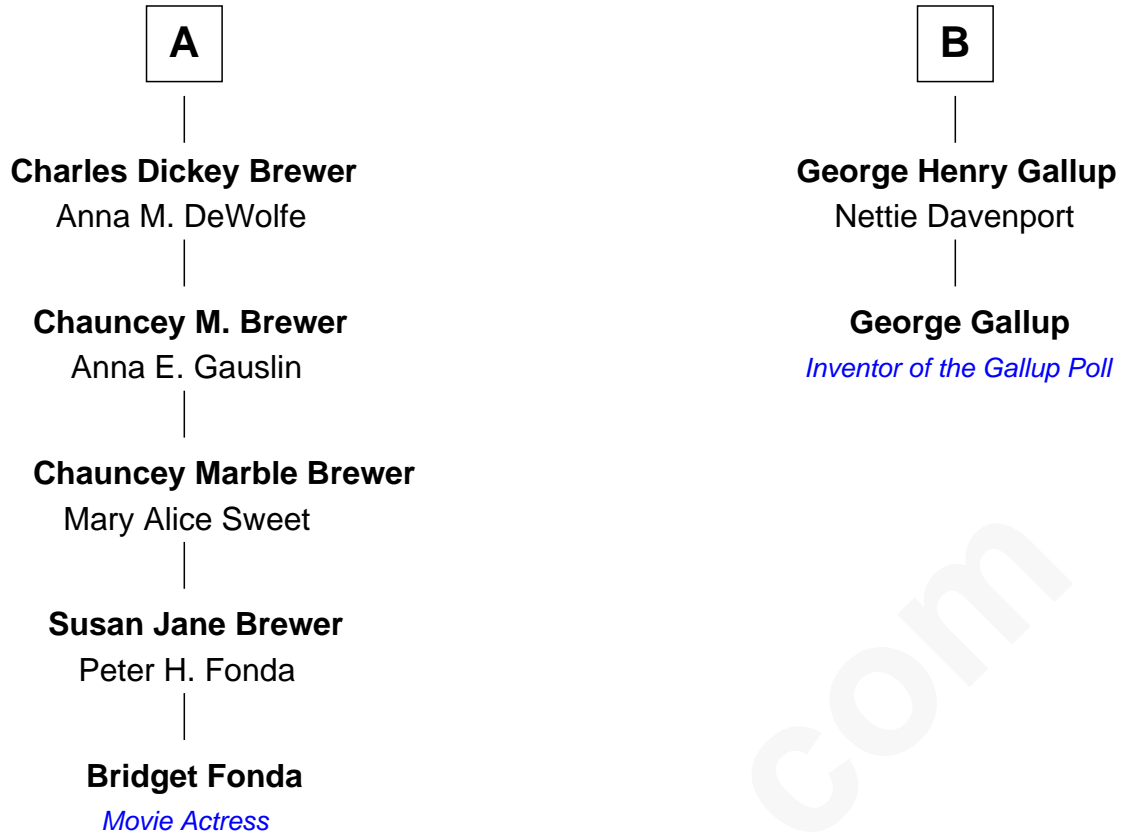 A
Charles Dickey Brewer
Anna M. DeWolfe
Chauncey M. Brewer
Anna E. Gauslin
Chauncey Marble Brewer
Mary Alice Sweet
Susan Jane Brewer
Peter H. Fonda
Bridget Fonda
Movie Actress
B
George Henry Gallup
Nettie Davenport
George Gallup
Inventor of the Gallup Poll
com